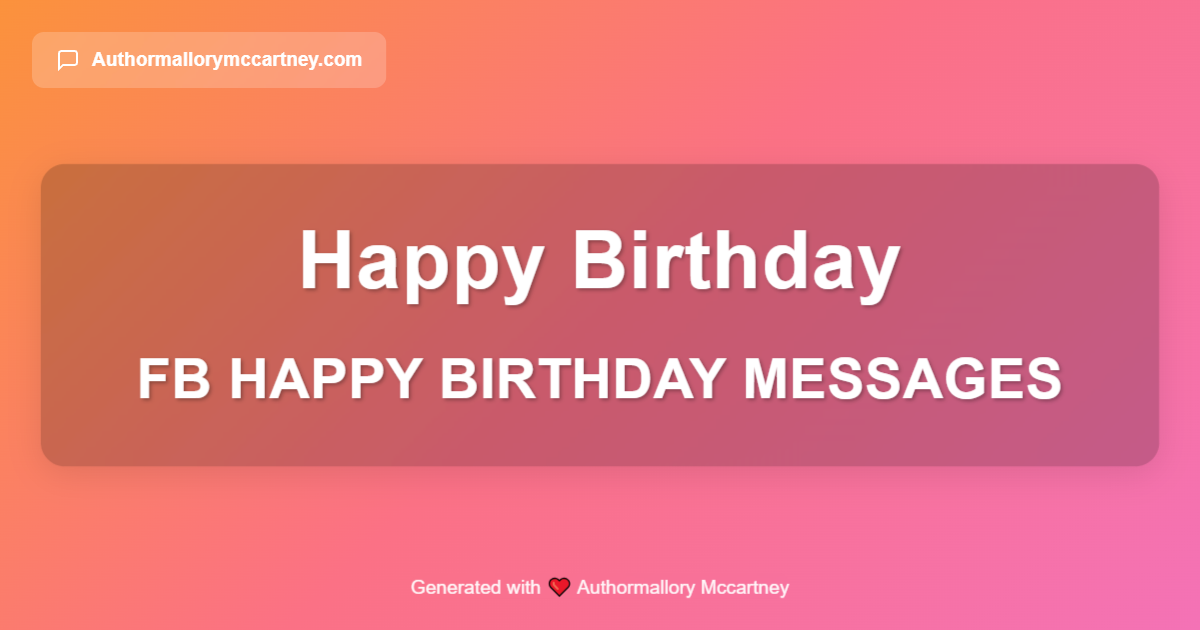 Authormallorymccartney.com
Happy Birthday
FB HAPPY BIRTHDAY MESSAGES
Generated with ❤️ Authormallory Mccartney